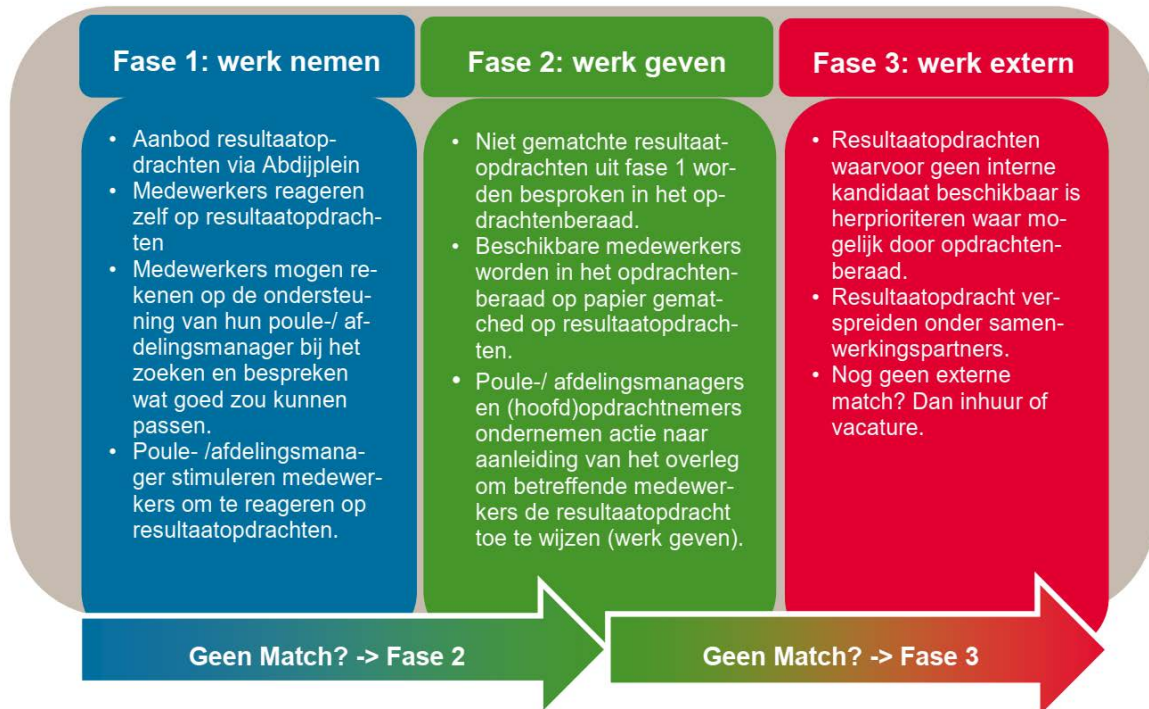 Fase 1: werk nemen
• Aanbod resultaatop-
drachten via Abdijplein
• Medewerkers reageren
zelf op resultaatopdrach-
ten
• Medewerkers mogen re-
kenen op de ondersteu-
ning van hun poule-/ af-
delingsmanager bij het
zoeken en bespreken
wat goed zou kunnen
passen.
• Poule- /afdelingsmana-
ger stimuleren medewer-
kers om te reageren op
resultaatopdrachten.
Fase 2: werk geven
• Niet gematchte resultaat-
opdrachten uit fase 1 wor-
den besproken in het op-
drachtenberaad.
• Beschikbare medewerkers
worden in het opdrachten-
beraad op papier gematch-
ed op resultaatopdrach-
ten.
• Poule-/ afdelingsmanagers
en (hoofd)opdrachtnemers
ondernemen actie naar
aanleiding van het overleg
om betreffende medewer-
kers de resultaatopdracht
toe te wijzen (werk geven).
Fase 3: werk extern
• Resultaatopdrachten
waarvoor geen interne
kandidaat beschikbaar is
herprioriteren waar mo-
gelijk door opdrachten-
beraad.
• Resultaatopdracht ver-
spreiden onder samen-
werkingspartners.
• Nog geen externe
match? Dan inhuur of
vacature.
Geen Match? -> Fase 2
Geen Match? -> Fase 3